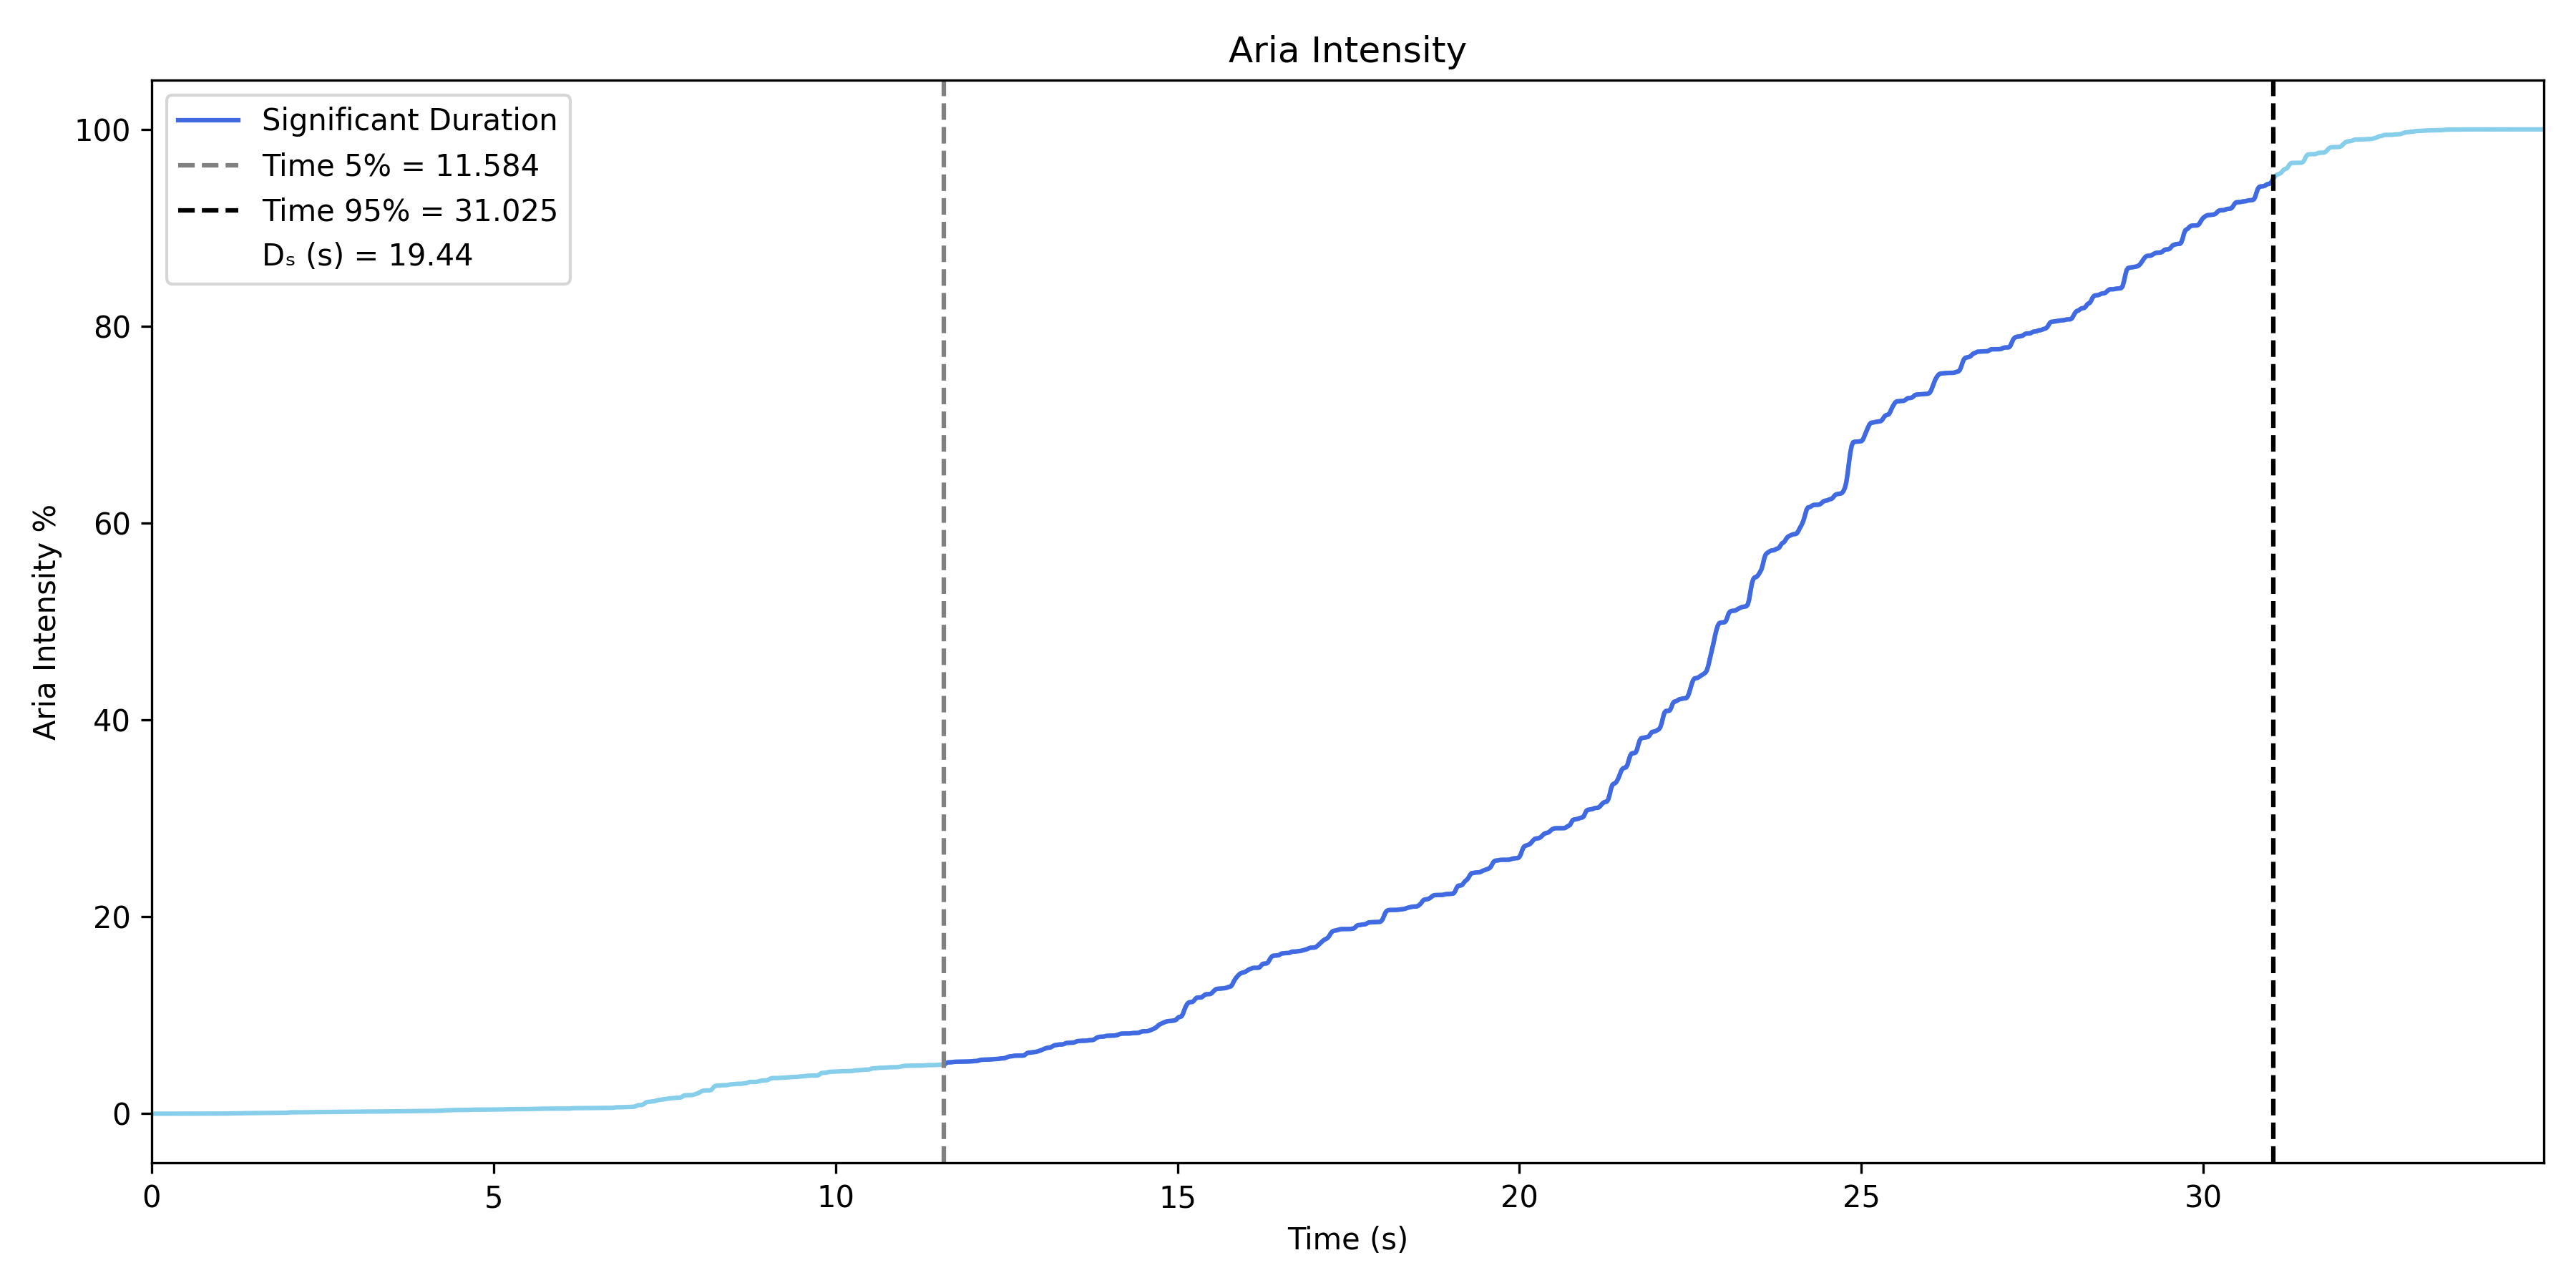 Aria Intensity
Significant Duration
Time 5% = 11.584
Time 95% = 31.025
Dₛ (s) = 19.44
Aria Intensity %
100
80
60
40
20
0
0 5 10 15 20 25 30
Time (s)